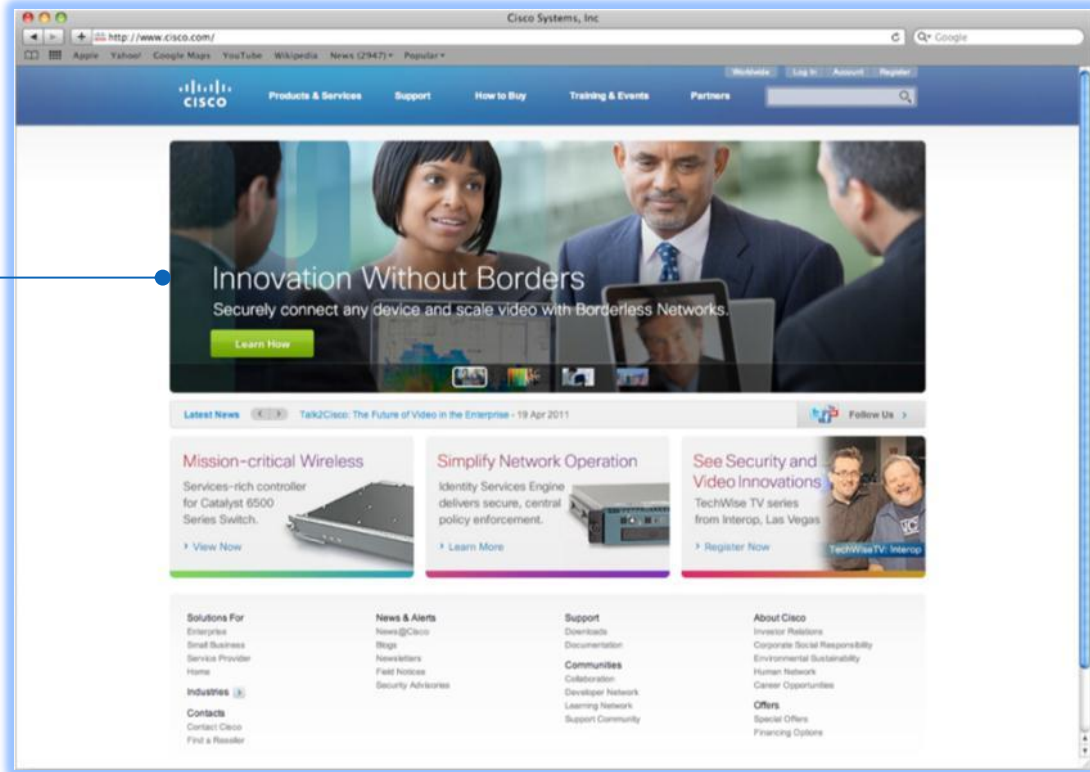 Cisco Systems, Inc
http://www.cisco.com/
Google
Apple Yahoo! Google Maps YouTube Wikipedia News (2947) Popular
Worldwide Log In Account Register
CISCO
Products & Services Support How to Buy Training & Events Partners
Innovation Without Borders
Securely connect any device and scale video with Borderless Networks.
Learn How
Latest News Talk2Cisco: The Future of Video in the Enterprise - 19 Apr 2011
Follow Us
Mission-critical Wireless
Services-rich controller
for Catalyst 6500
Series Switch.
View Now
Simplify Network Operation
Identity Services Engine
delivers secure, central
policy enforcement.
Learn More
See Security and
Video Innovations
TechWise TV series
from Interop, Las Vegas
Register Now
TechWiseTV: Interop
Solutions For
Enterprise
Small Business
Service Provider
Home
Industries
Contacts
Contact Cisco
Find a Reseller
News & Alerts
News@Cisco
Blogs
Newsletters
Field Notices
Security Advisories
Support
Downloads
Documentation
Communities
Collaboration
Developer Network
Learning Network
Support Community
About Cisco
Investor Relations
Corporate Social Responsibility
Environmental Sustainability
Human Network
Career Opportunities
Offers
Special Offers
Financing Options